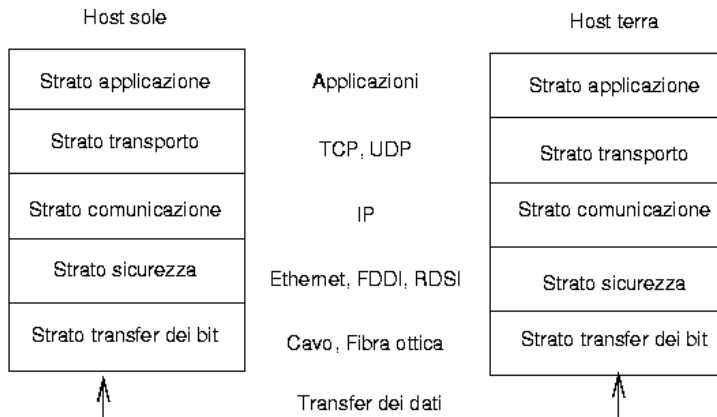 Host sole
Host terra
Strato applicazione
Applicazioni
Strato applicazione
Strato transporto
TCP, UDP
Strato transporto
Strato comunicazione
IP
Strato comunicazione
Strato sicurezza
Ethernet, FDDI, RDSI
Strato sicurezza
Strato transfer dei bit
Cavo, Fibra ottica
Strato transfer dei bit
Transfer dei dati